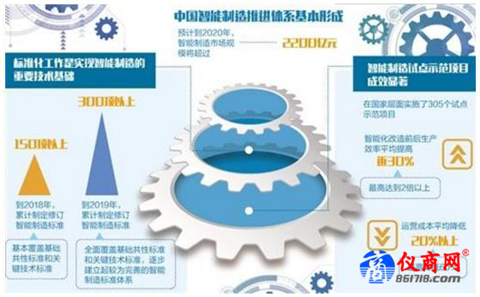 中国智能制造推进体系基本形成
预计到2020年,
智能制造市场规
模将超过
2200亿元
标准化工作是实现智能制造的
重要技术基础
300项以上
150项以上
到2018年,
累计制定修订
智能制造标准
到2019年,
累计制定修订
智能制造标准
基本覆盖基础
共性标准和关
键技术标准
全面覆盖基础共性标准
和关键技术标准,逐步
建立起较为完善的智能
制造标准体系
智能制造试点示范项目
成效显著
在国家层面实施了305个试点
示范项目
智能化改造前后生产
效率平均提高
近30%
最高达到2倍以上
运营成本平均降低
20%以上
仪商网
861718.com